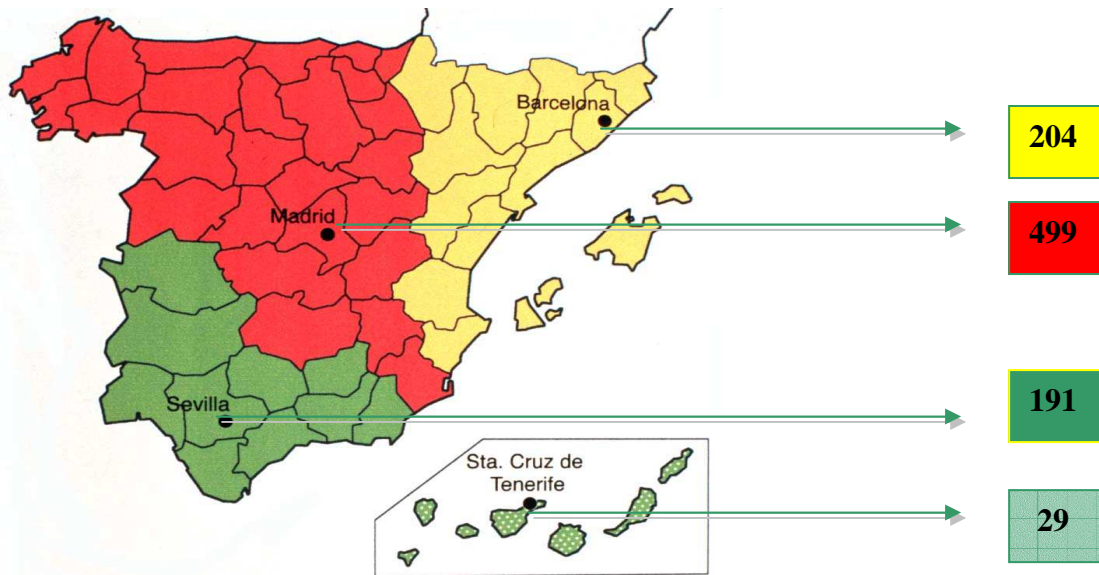 Barcelona
204
Madrid
499
191
Sevilla
Sta. Cruz de
Tenerife
29